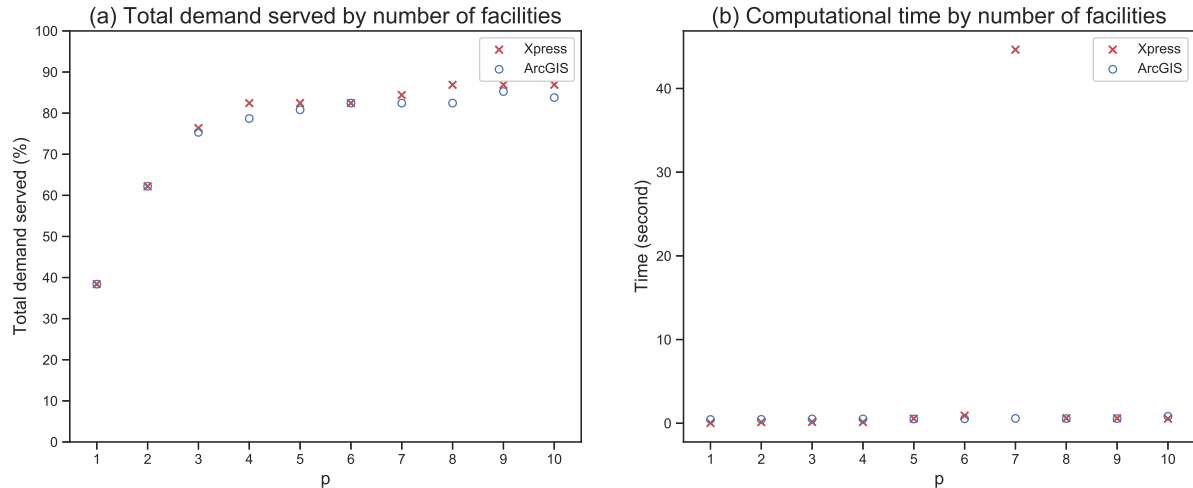 (a) Total demand served by number of facilities
Total demand served (%)
100
90
80
70
60
50
40
30
20
10
0
Xpress
ArcGIS
1 2 3 4 5 6 7 8 9 10
p
(b) Computational time by number of facilities
Time (second)
40
30
20
10
0
Xpress
ArcGIS
1 2 3 4 5 6 7 8 9 10
p